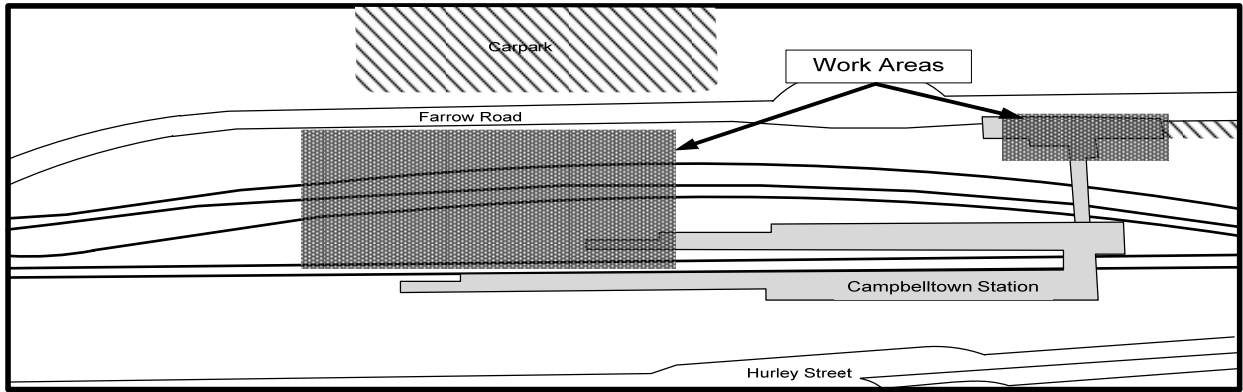 Carpark
Work Areas
Farrow Road
Campbelltown Station
Hurley Street